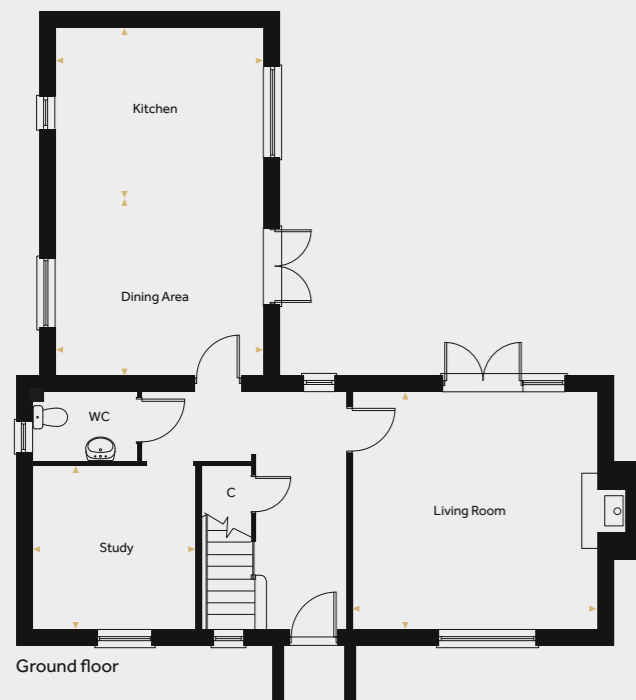 Kitchen
Dining Area
WC
C
Living Room
Study
Ground floor